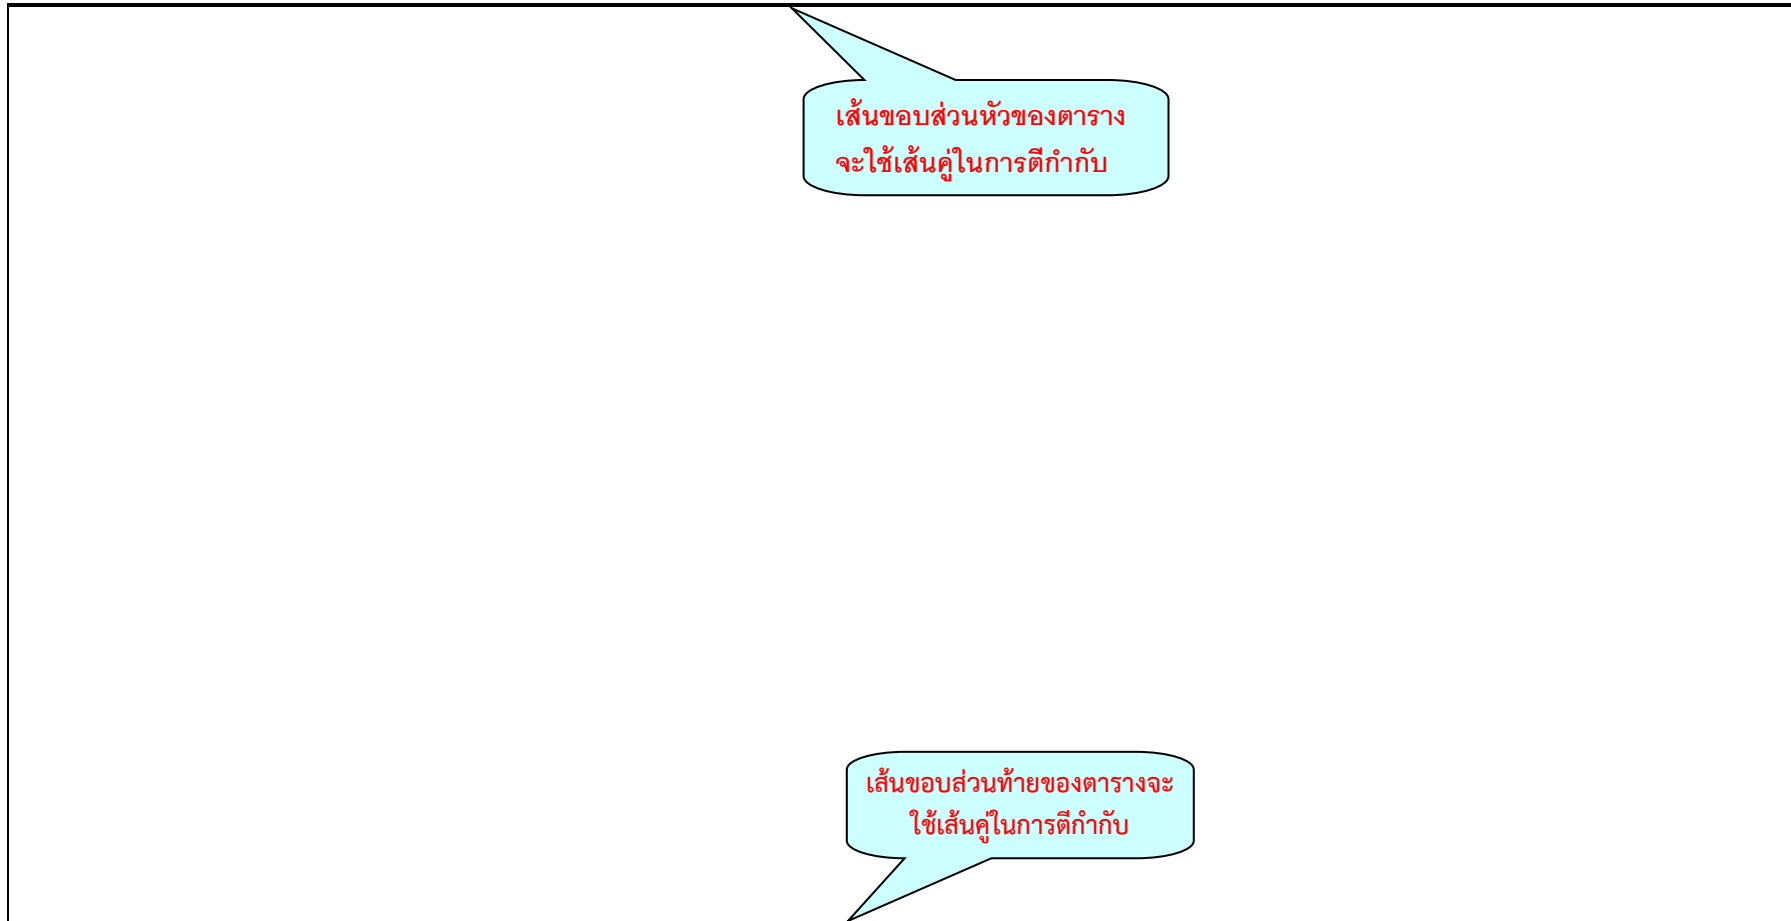 เส้นขอบส่วนหัวของตาราง
จะใช้เส้นคู่ในการตีกำกับ
เส้นขอบส่วนท้ายของตารางจะ
ใช้เส้นคู่ในการตีกำกับ